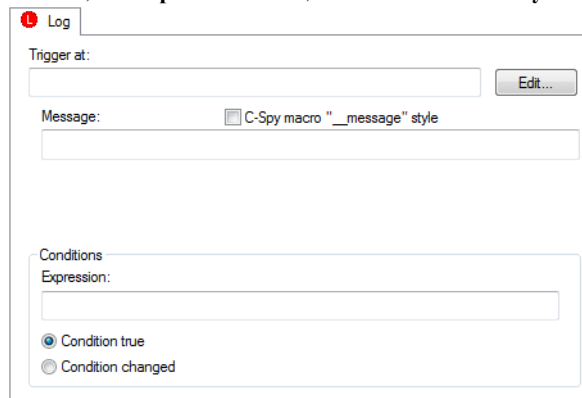 L Log
Trigger at:
Edit...
Message: C-Spy macro "__message" style
Conditions
Expression:
Condition true
Condition changed